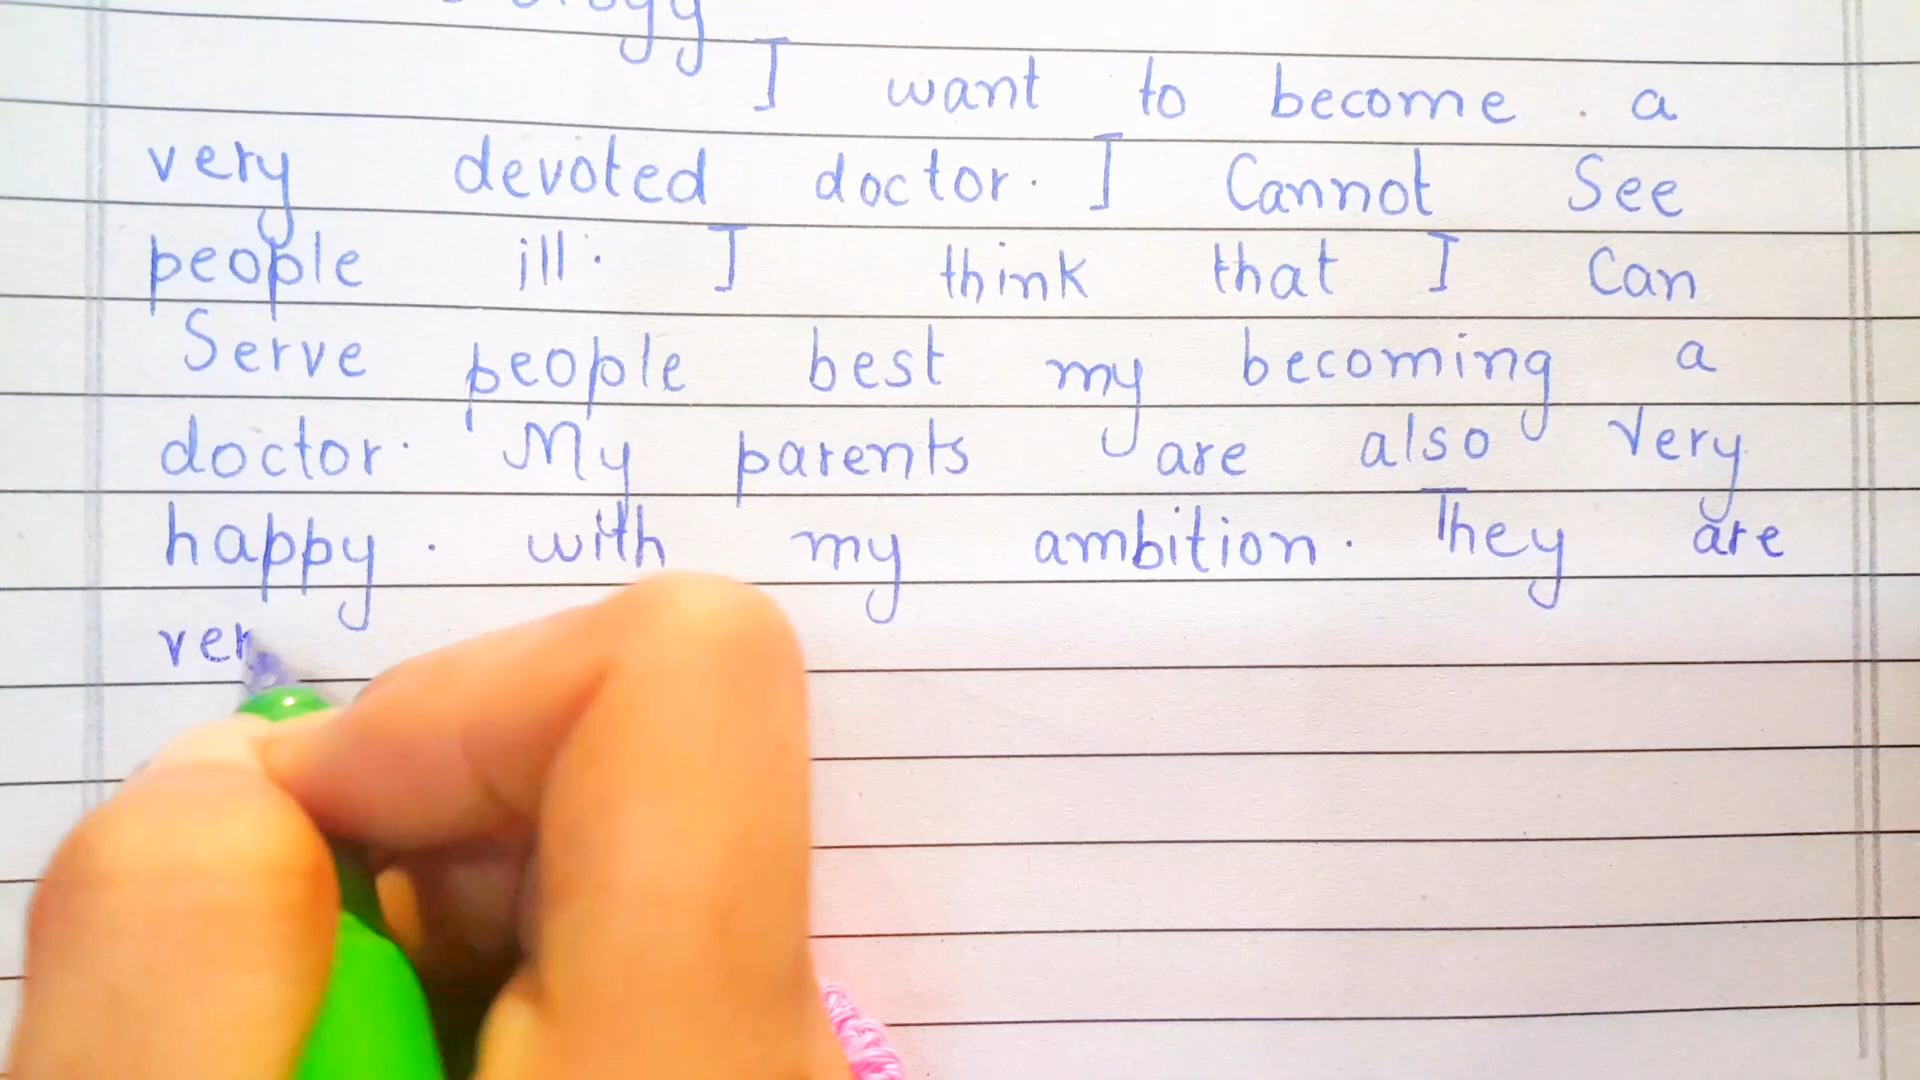 I want to become a
very devoted doctor. I Cannot See
people ill. I think that I Can
Serve people best my becoming a
doctor. My parents are also very
happy. with my ambition. They are
ver